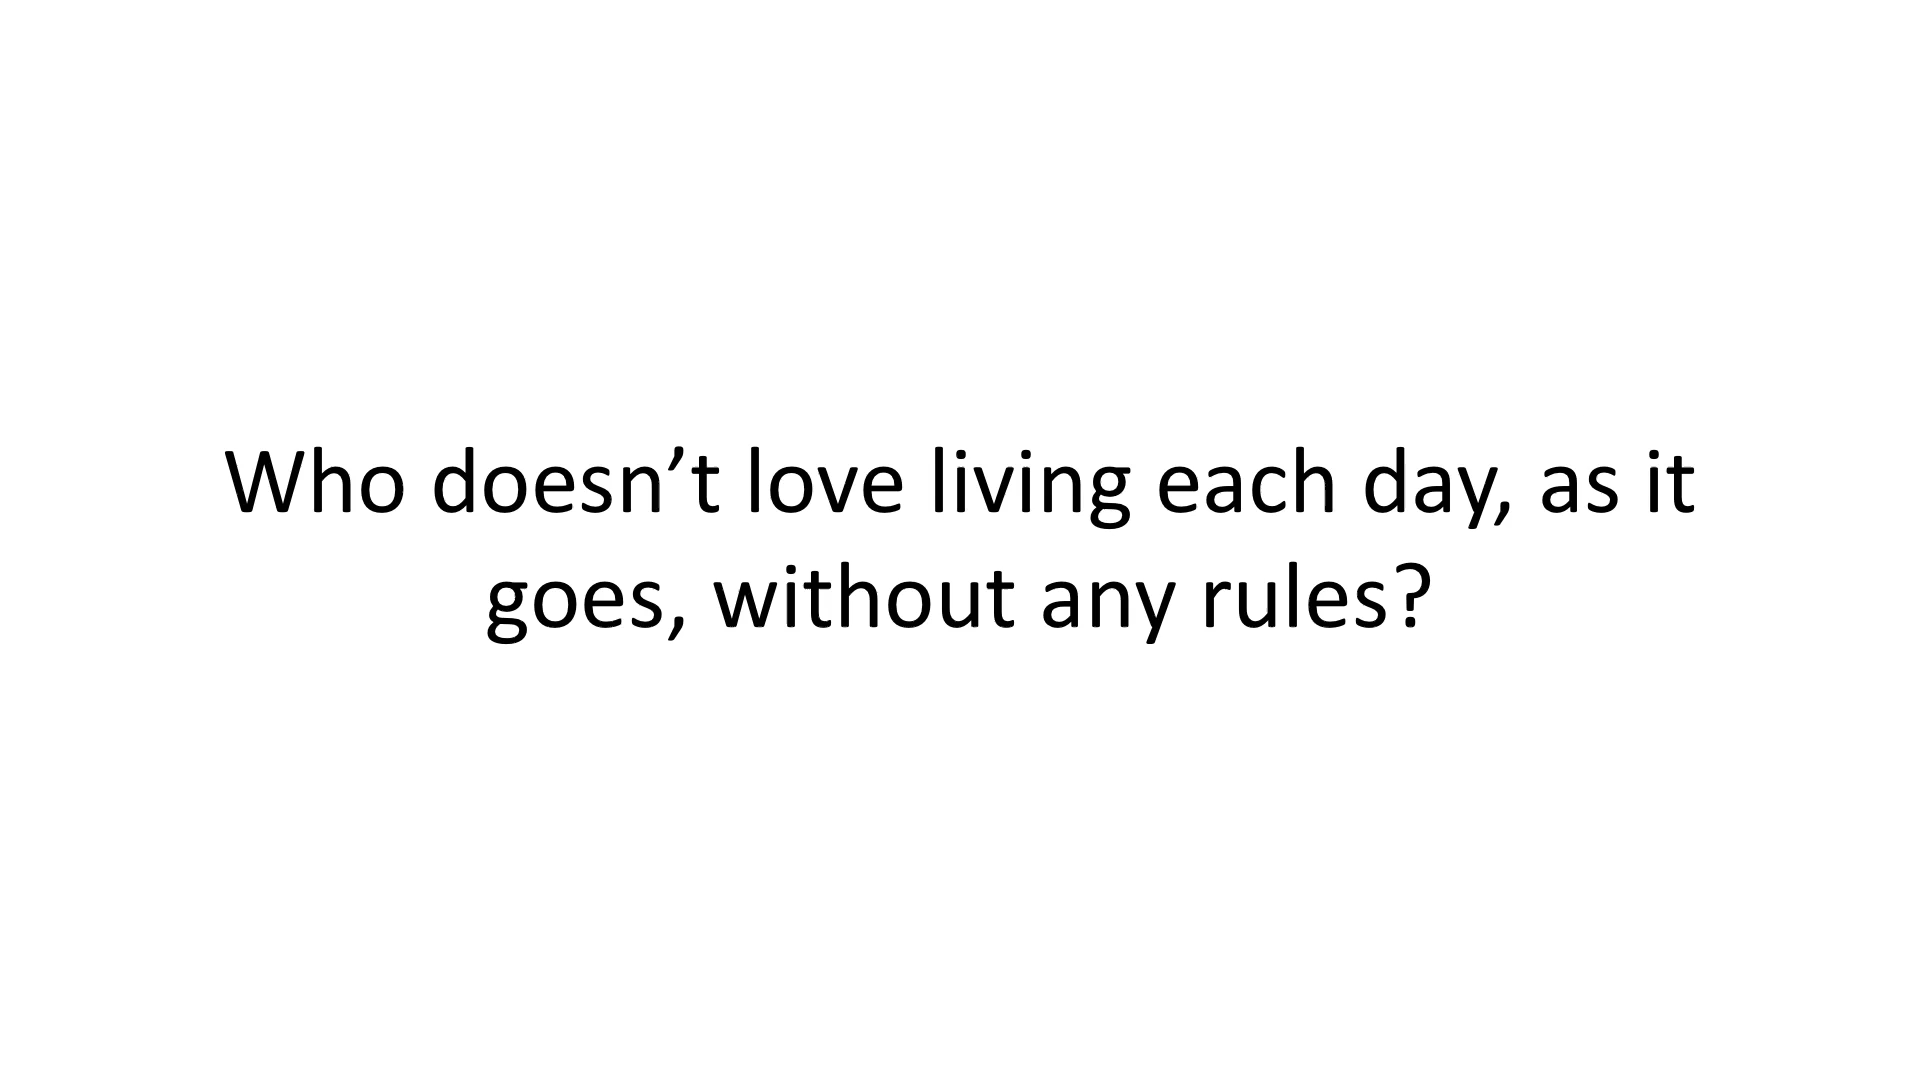 Who doesn’t love living each day, as it
goes, without any rules?